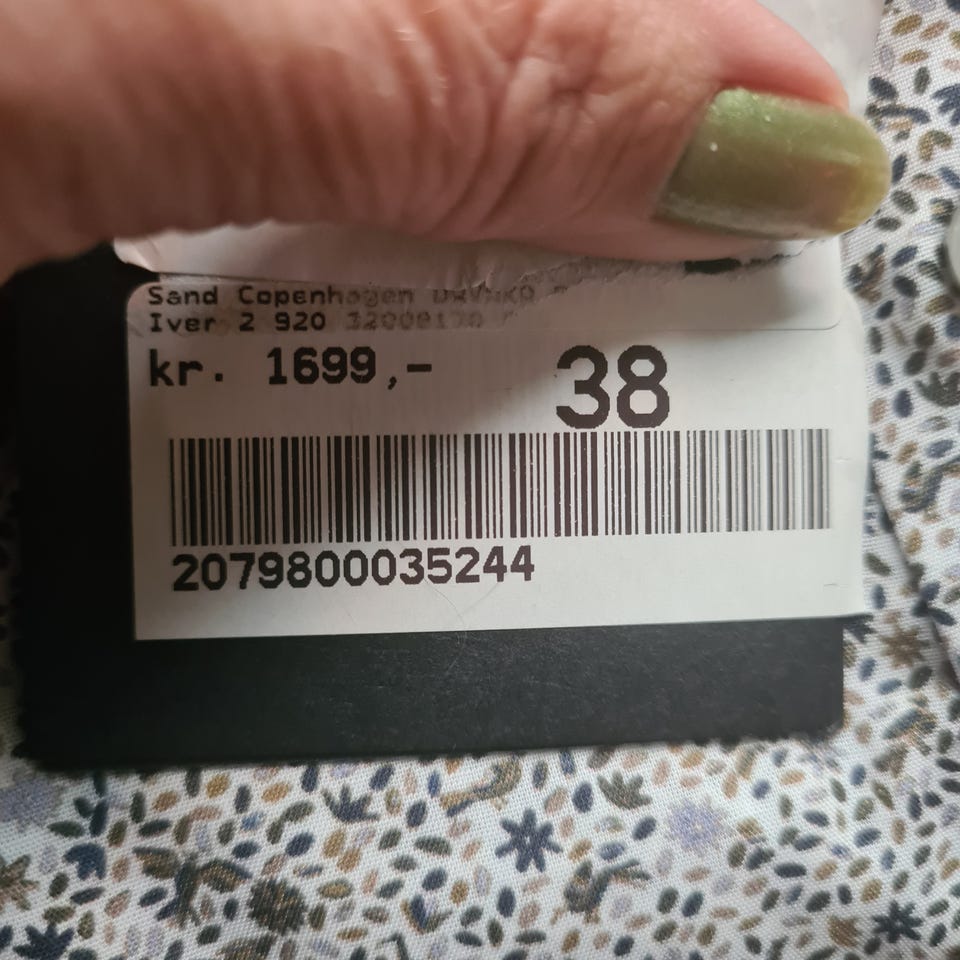 Sand Copenhagen
Iver 2 920
kr. 1699,-
38
2079800035244